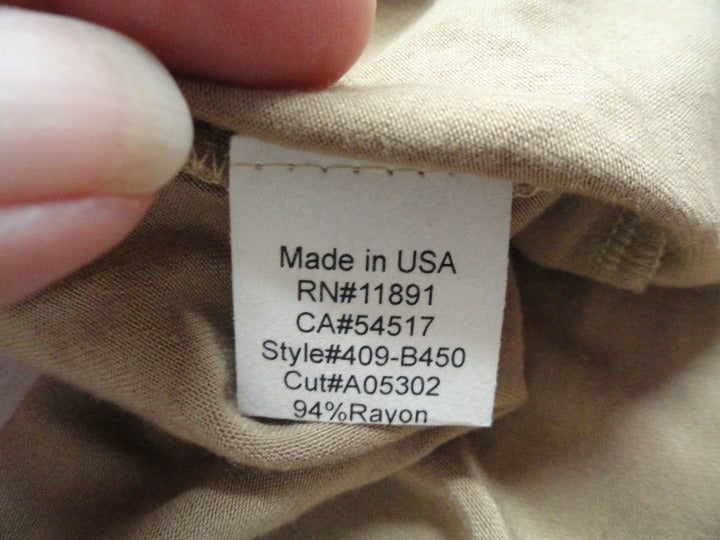 Made in USA
RN#11891
CA#54517
Style#409-B450
Cut#A05302
94%Rayon